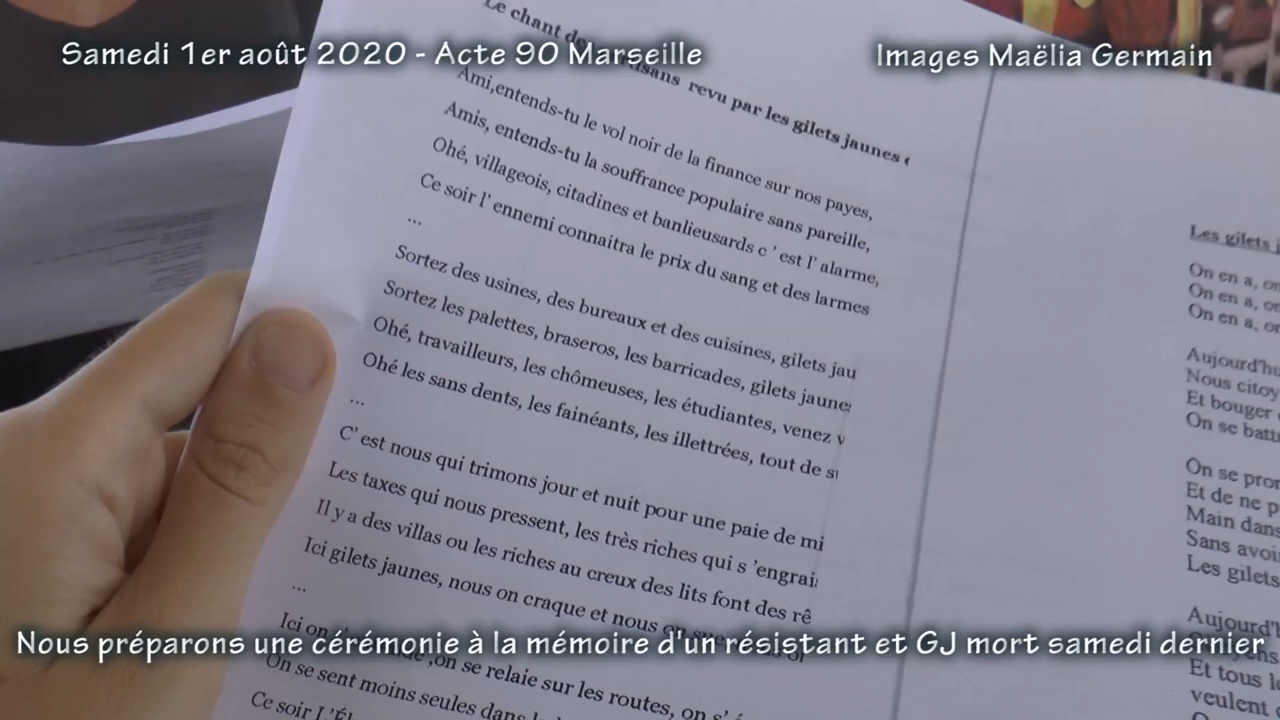 Samedi 1er août 2020 - Acte 90 Marseille
Images Maëlia Germain
Le chant de
revu par les gilets jaunes
Ami,entends-tu le vol noir de la finance sur nos payes,
Amis, entends-tu la souffrance populaire sans pareille,
Ohé, villageois, citadines et banlieusards c ’ est l’ alarme,
Ce soir l’ ennemi connaitra le prix du sang et des larmes
...
Sortez des usines, des bureaux et des cuisines, gilets jau
Sortez les palettes, braseros, les barricades, gilets jaunes
Ohé, travailleurs, les chômeuses, les étudiantes, venez v
Ohé les sans dents, les fainéants, les illettrées, tout de su
...
C’ est nous qui trimons jour et nuit pour une paie de mi
Les taxes qui nous pressent, les très riches qui s ’engrai
Il y a des villas ou les riches au creux des lits font des rê
Ici gilets jaunes, nous on craque et nous on
...
Ici on ,on se relaie sur les routes, on s’
On se sent moins seules dans
Ce soir L’Él
Les gilets j
On en a, on
On en a, on
On en a, or
Aujourd'hu
Nous citoy
Et bouger
On se battr
On se pror
Et de ne p
Main dans
Sans avoi
Les gilets
Aujourd'h
Et tous le
veulent
Nous préparons une cérémonie à la mémoire d'un résistant et GJ mort samedi dernier